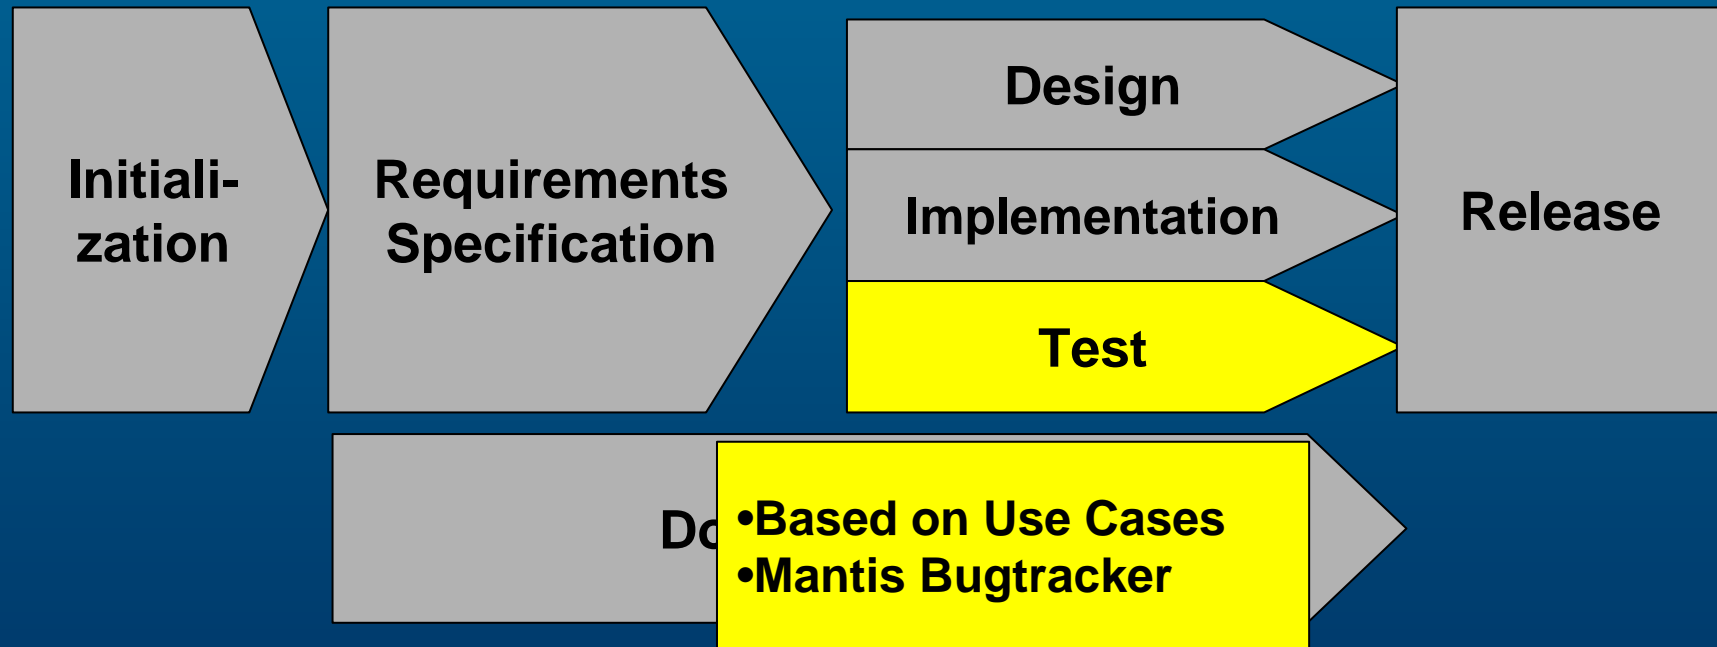 Initiali-
zation
Requirements
Specification
Design
Implementation
Test
Release
•Based on Use Cases
•Mantis Bugtracker